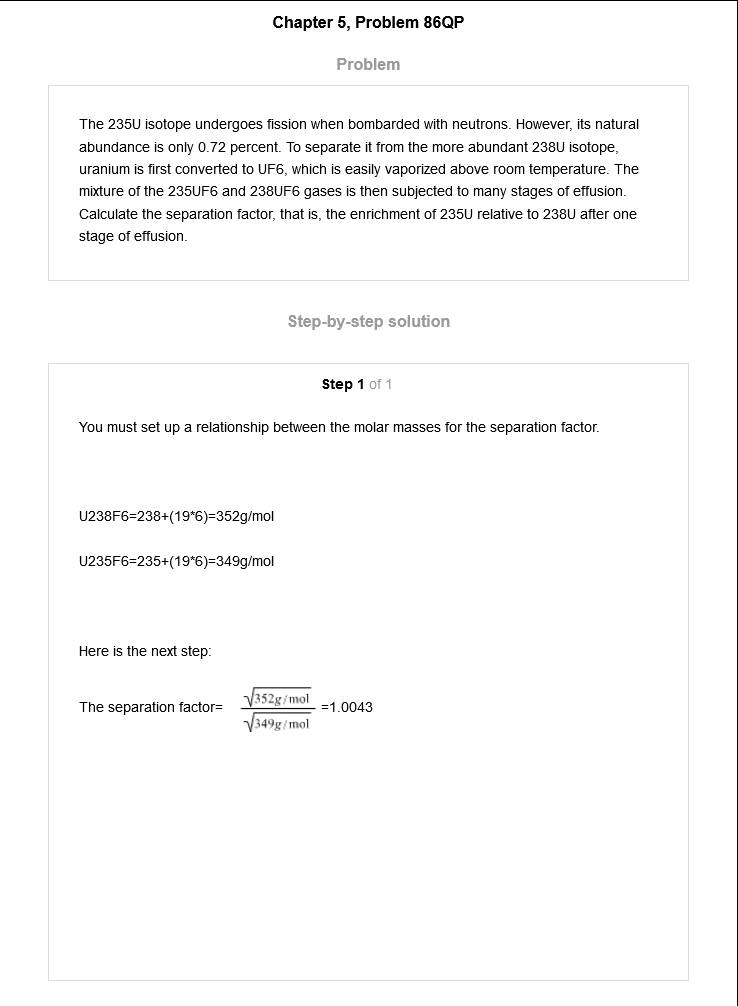 Chapter 5, Problem 86QP
Problem
The 235U isotope undergoes fission when bombarded with neutrons. However, its natural
abundance is only 0.72 percent. To separate it from the more abundant 238U isotope,
uranium is first converted to UF6, which is easily vaporized above room temperature. The
mixture of the 235UF6 and 238UF6 gases is then subjected to many stages of effusion.
Calculate the separation factor, that is, the enrichment of 235U relative to 238U after one
stage of effusion.
Step-by-step solution
Step 1 of 1
You must set up a relationship between the molar masses for the separation factor.
U238F6=238+(19*6)=352g/mol
U235F6=235+(19*6)=349g/mol
Here is the next step:
The separation factor= √352g/mol / √349g/mol =1.0043